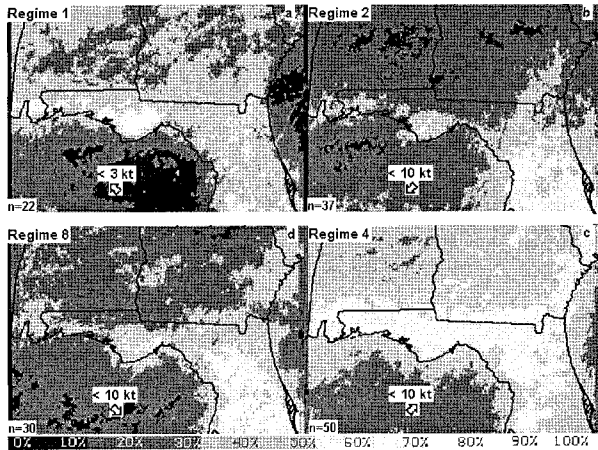 Regime 1
a
< 3 kt
n=22
Regime 2
b
< 10 kt
n=37
Regime 8
d
< 10 kt
n=30
Regime 4
c
< 10 kt
n=50
0% 10% 20% 30% 40% 50% 60% 70% 80% 90% 100%